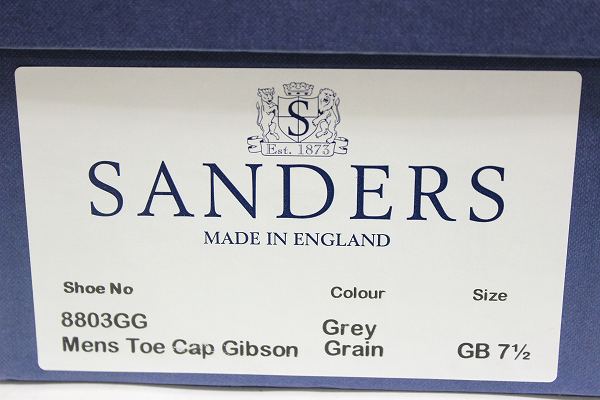 S
Est. 1873
SANDERS
MADE IN ENGLAND
Shoe No Colour Size
8803GG Grey
Mens Toe Cap Gibson Grain GB 7½